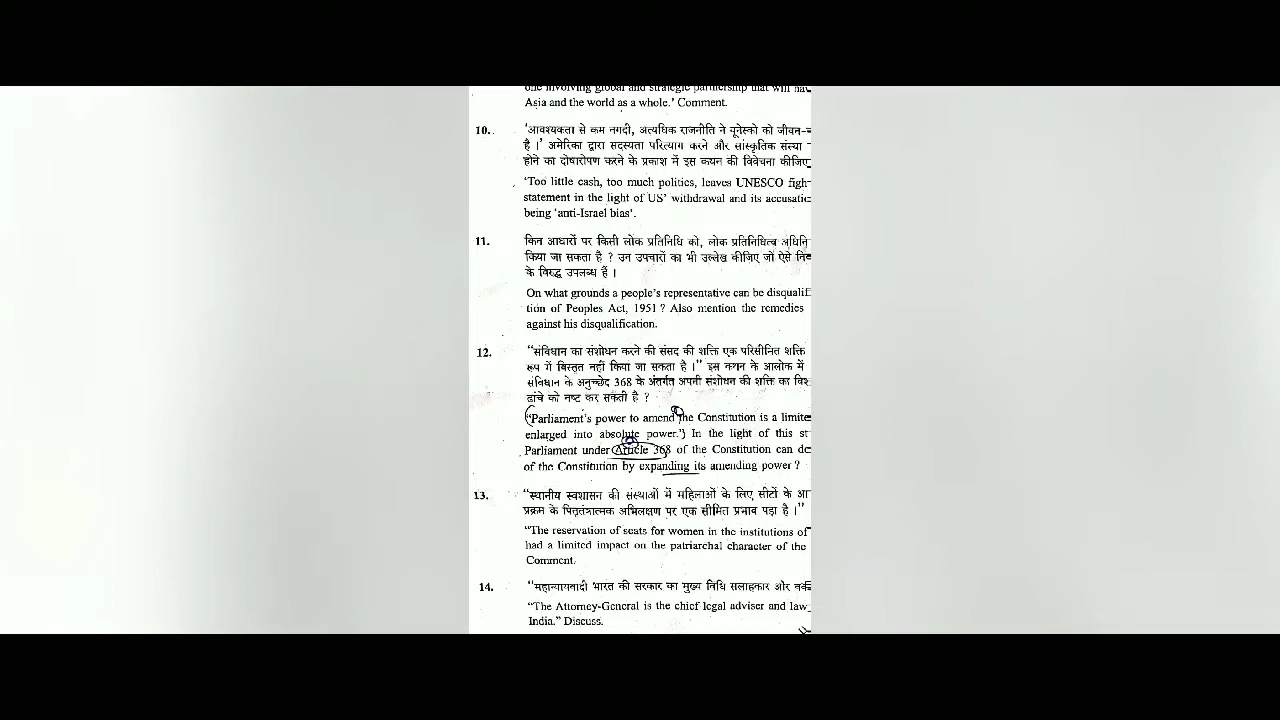 one involving global and strategic partnership that will
Asia and the world as a whole.' Comment.
10. 'आवश्यकता से कम नगदी, अत्यधिक राजनीति ने यूनेस्को को जीवन-
है ।' अमेरिका द्वारा सदस्यता परित्याग करने और सांस्कृतिक संस्था
होने का दोषारोपण करने के प्रकाश में इस कथन की विवेचना कीजिए
'Too little cash, too much politics, leaves UNESCO
statement in the light of US' withdrawal and its
being 'anti-Israel bias'.
11. किन आधारों पर किसी लोक प्रतिनिधि को, लोक प्रतिनिधित्व
किया जा सकता है ? उन उपचारों का भी उल्लेख कीजिए जो ऐसे
के विरुद्ध उपलब्ध हैं ।
On what grounds a people's representative can be
tion of Peoples Act, 1951 ? Also mention the remedies
against his disqualification.
12. "संविधान का संशोधन करने की संसद की शक्ति एक परिसीमित शक्ति
रूप में विस्तृत नहीं किया जा सकता है ।" इस कथन के आलोक में
संविधान के अनुच्छेद 368 के अंतर्गत अपनी संशोधन की शक्ति का
ढांचे को नष्ट कर सकती है ?
"Parliament's power to amend the Constitution is a
enlarged into absolute power." In the light of this
Parliament under Article 368 of the Constitution can
of the Constitution by expanding its amending power ?
13. "स्थानीय स्वशासन की संस्थाओं में महिलाओं के लिए सीटों के
प्रक्रम के पितृतंत्रात्मक अभिलक्षण पर एक सीमित प्रभाव पड़ा है ।"
"The reservation of seats for women in the institutions of
had a limited impact on the patriarchal character of the
Comment.
14. "महान्यायवादी भारत की सरकार का मुख्य विधि सलाहकार और
"The Attorney-General is the chief legal adviser and
India." Discuss.